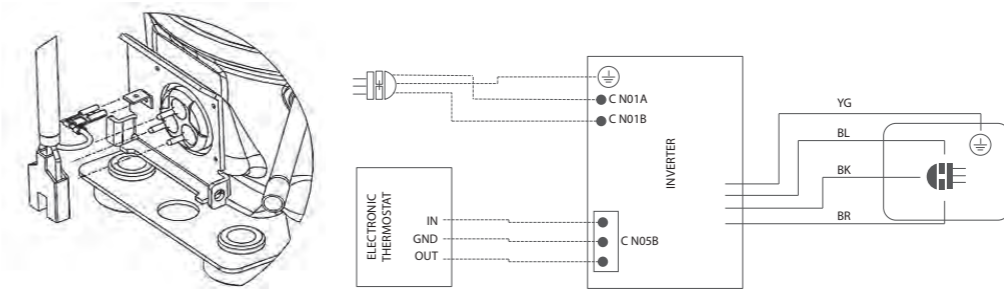 C N01A
C N01B
INVERTER
YG
BL
BK
BR
ELECTRONIC
THERMOSTAT
IN
GND
OUT
C N05B